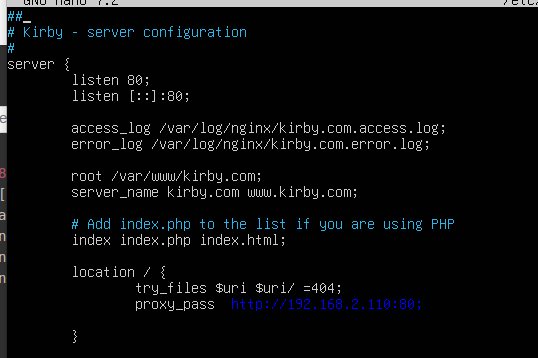 GNU nano 7.2 /etc
##
# Kirby - server configuration
#
server {
listen 80;
listen [::]:80;
access_log /var/log/nginx/kirby.com.access.log;
error_log /var/log/nginx/kirby.com.error.log;
root /var/www/kirby.com;
server_name kirby.com www.kirby.com;
# Add index.php to the list if you are using PHP
index index.php index.html;
location / {
try_files $uri $uri/ =404;
proxy_pass http://192.168.2.110:80;
}